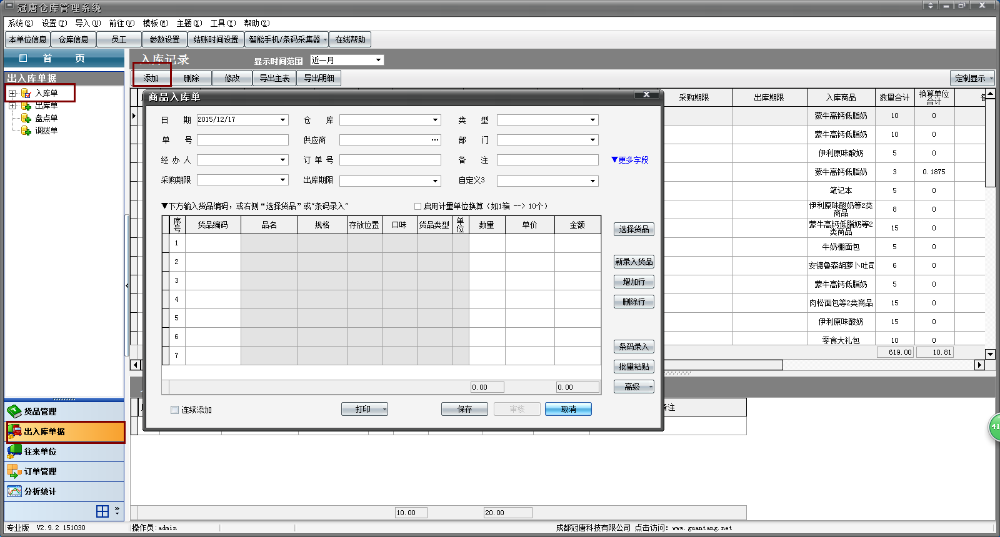 冠唐仓库管理系统
系统(S) 设置(T) 导入(U) 前往(V) 模板(W) 主题(X) 工具(Y) 帮助(Z)
本单位信息 仓库信息 员工 参数设置 结账时间设置 智能手机/条码采集器 在线帮助
首 页
入库记录 显示时间范围 近一月
添加 删除 修改 导出主表 导出明细 定制显示
出入库单据
入库单
出库单
盘点单
调拨单
采购期限 出库期限 入库商品 数量合计 换算单位合计
蒙牛高钙低脂奶 10 0
蒙牛高钙低脂奶 10 0
伊利原味酸奶 5 0
蒙牛高钙低脂奶 3 0.1875
笔记本 5 0
伊利原味酸奶等2类商品 8 0
蒙牛高钙低脂奶等2类商品 15 0
牛奶棚面包 5 0
安德鲁森胡萝卜吐司 6 0
蒙牛高钙低脂奶 5 0
肉松面包等2类商品 15 0
伊利原味酸奶 15 0
零食大礼包 10 0
619.00 10.81
商品入库单
日 期 2015/12/17 仓 库 类 型
单 号 供应商 ... 部 门
经 办 人 订 单 号 备 注 ▼更多字段
采购期限 出库期限 自定义3
▼下方输入货品编码，或右侧“选择货品”或"条码录入" 启用计量单位换算（如1箱 --> 10个）
序号 货品编码 品名 规格 存放位置 口味 货品类型 单位 数量 单价 金额
1
2
3
4
5
6
7
0.00 0.00
选择货品
新录入货品
增加行
删除行
条码录入
批量粘贴
高级
连续添加 打印 保存 审核 取消
备注
10.00 20.00
货品管理
出入库单据
往来单位
订单管理
分析统计
41
专业版 V2.9.2 151030 操作员:admin 成都冠唐科技有限公司 点击访问: www.guantang.net